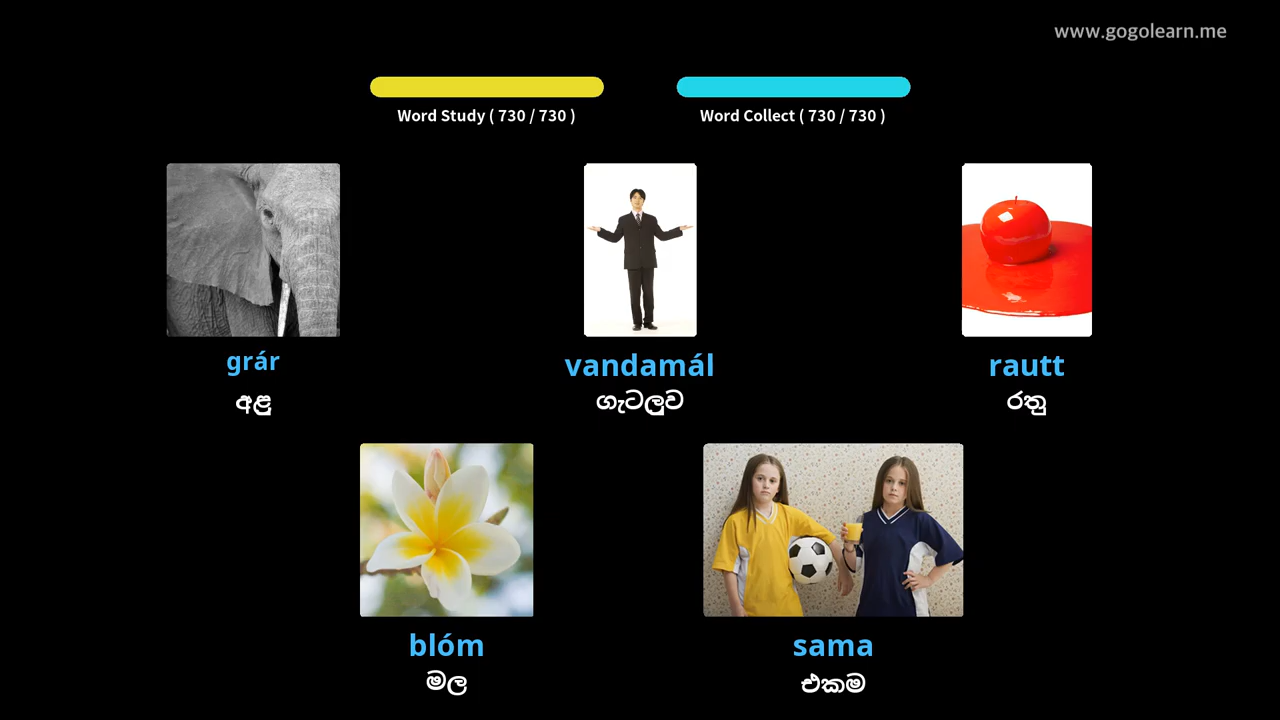 www.gogolearn.me
Word Study ( 730 / 730 )
Word Collect ( 730 / 730 )
grár
අළු
vandamál
ගැටලුව
rautt
රතු
blóm
මල
sama
එකම